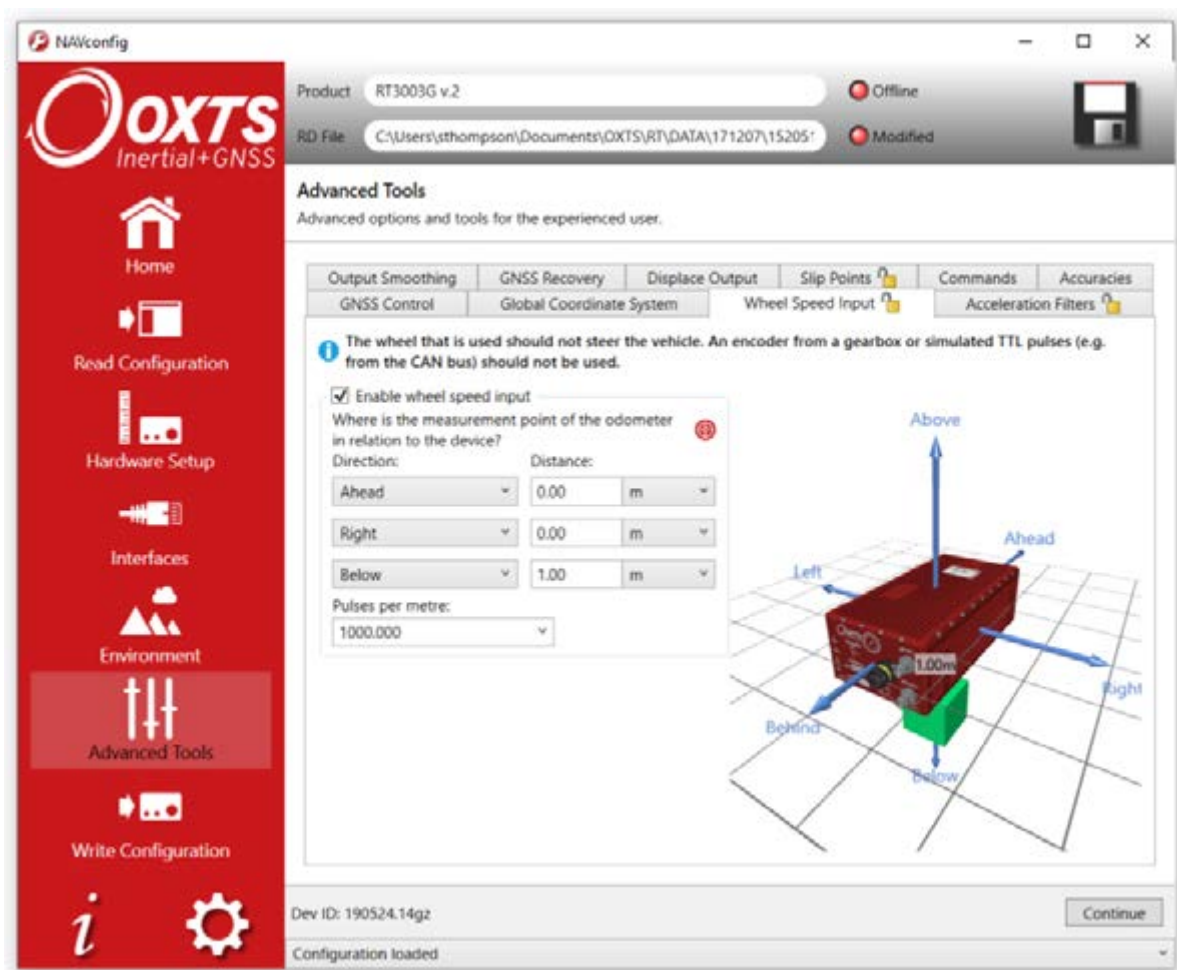 NAVconfig
OXTS
Inertial+GNSS
Product RT3003G v.2 Offline
RD File C:\Users\sthompson\Documents\OXTS\RT\DATA\171207\15205 Modified
Advanced Tools
Advanced options and tools for the experienced user.
Home
Read Configuration
Hardware Setup
Interfaces
Environment
Advanced Tools
Write Configuration
Output Smoothing GNSS Recovery Displace Output Slip Points Commands Accuracies
GNSS Control Global Coordinate System Wheel Speed Input Acceleration Filters
The wheel that is used should not steer the vehicle. An encoder from a gearbox or simulated TTL pulses (e.g.
from the CAN bus) should not be used.
Enable wheel speed input
Where is the measurement point of the odometer
in relation to the device?
Direction: Distance:
Ahead 0.00 m
Right 0.00 m
Below 1.00 m
Pulses per metre:
1000.000
Above
Ahead
Left
OXTS
1.00m
Right
Behind
Below
Dev ID: 190524.14gz Continue
Configuration loaded